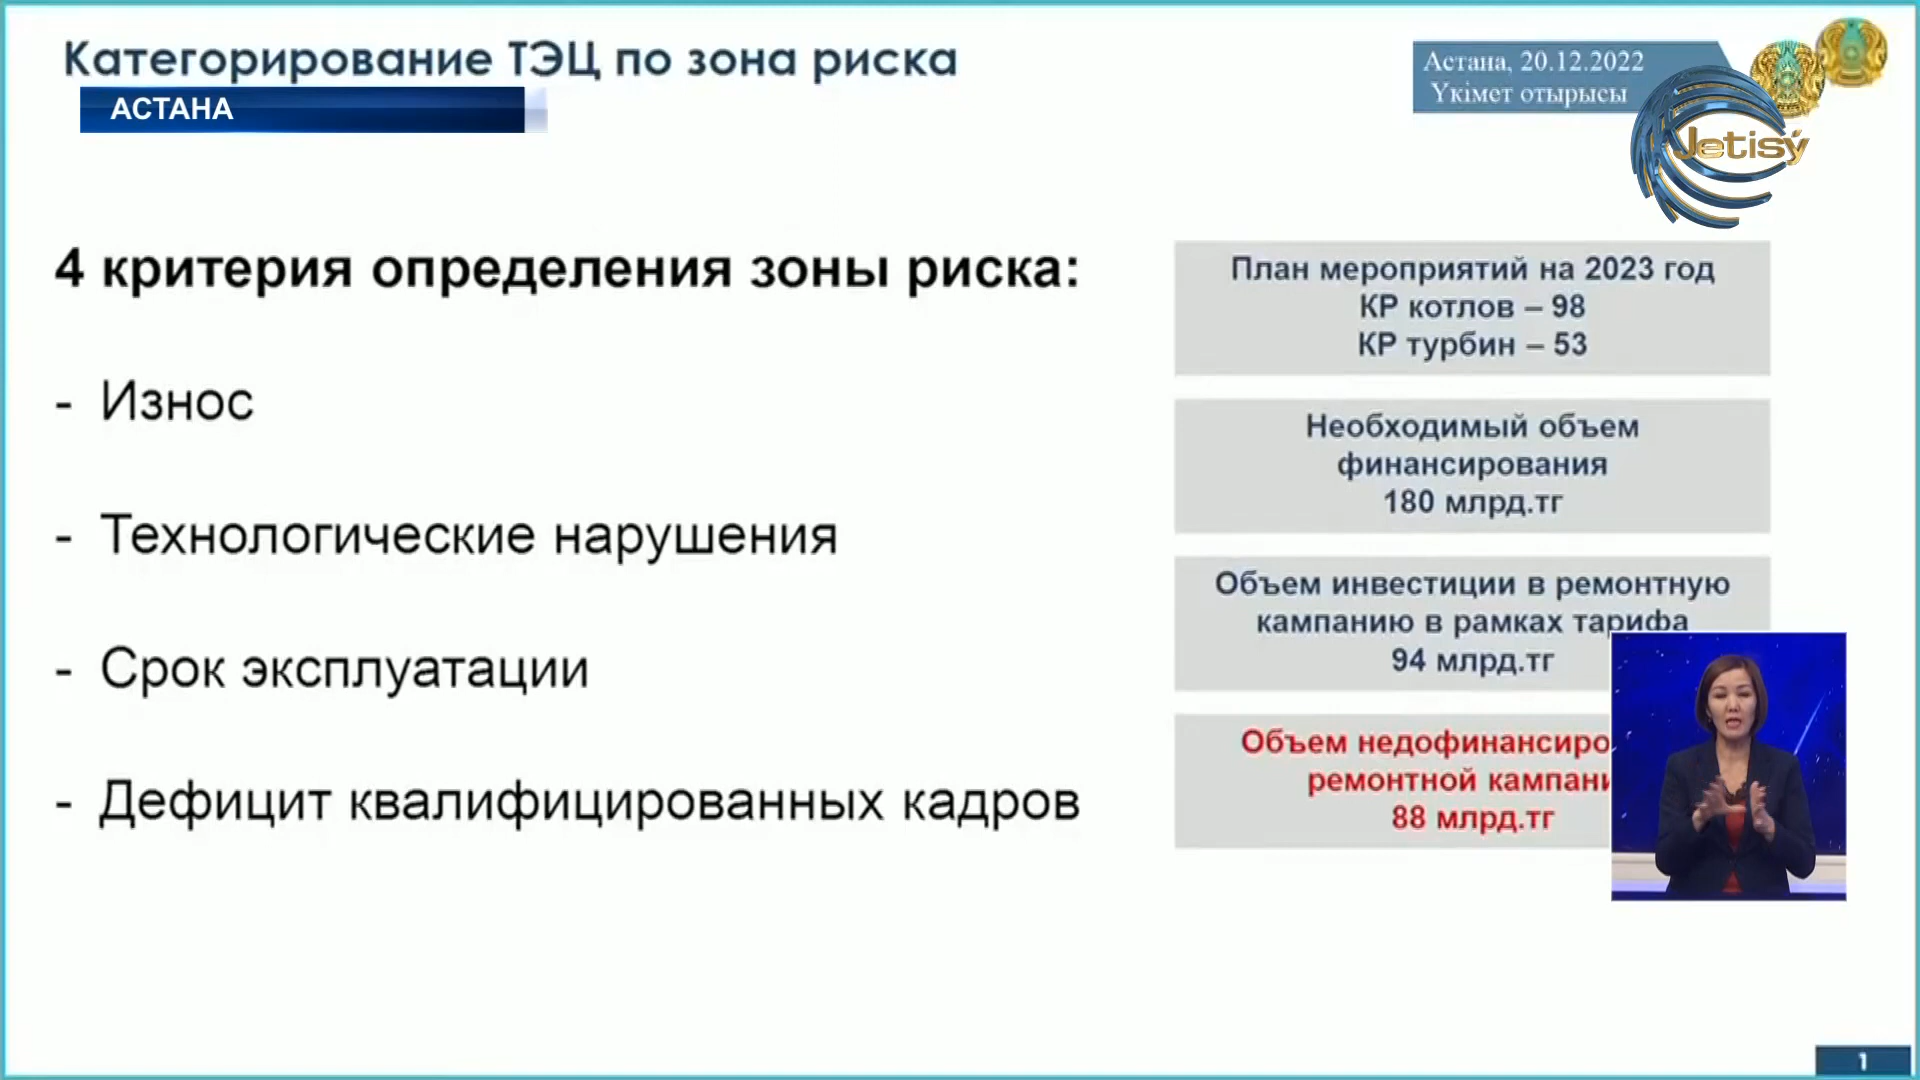 Категорирование ТЭЦ по зона риска
АСТАНА
Астана, 20.12.2022
Үкімет отырысы
Jetisý
4 критерия определения зоны риска:
- Износ
- Технологические нарушения
- Срок эксплуатации
- Дефицит квалифицированных кадров
План мероприятий на 2023 год
КР котлов – 98
КР турбин – 53
Необходимый объем
финансирования
180 млрд.тг
Объем инвестиции в ремонтную
кампанию в рамках тарифа
94 млрд.тг
Объем
ремонтной
88 млрд.тг
1